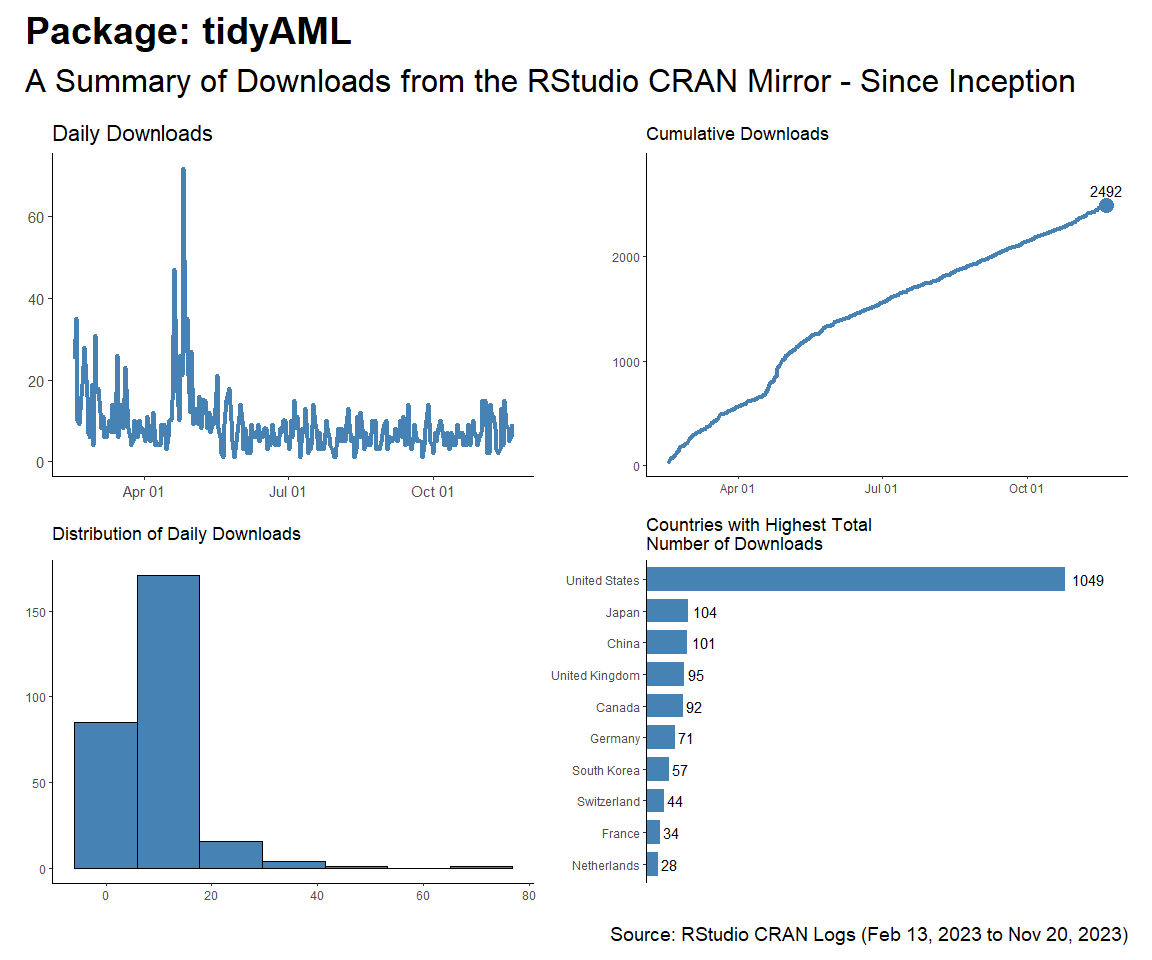 Package: tidyAML
A Summary of Downloads from the RStudio CRAN Mirror - Since Inception
Daily Downloads
60
40
20
0
Apr 01 Jul 01 Oct 01
Cumulative Downloads
2492
2000
1000
0
Apr 01 Jul 01 Oct 01
Distribution of Daily Downloads
150
100
50
0
0 20 40 60 80
Countries with Highest Total
Number of Downloads
United States 1049
Japan 104
China 101
United Kingdom 95
Canada 92
Germany 71
South Korea 57
Switzerland 44
France 34
Netherlands 28
Source: RStudio CRAN Logs (Feb 13, 2023 to Nov 20, 2023)